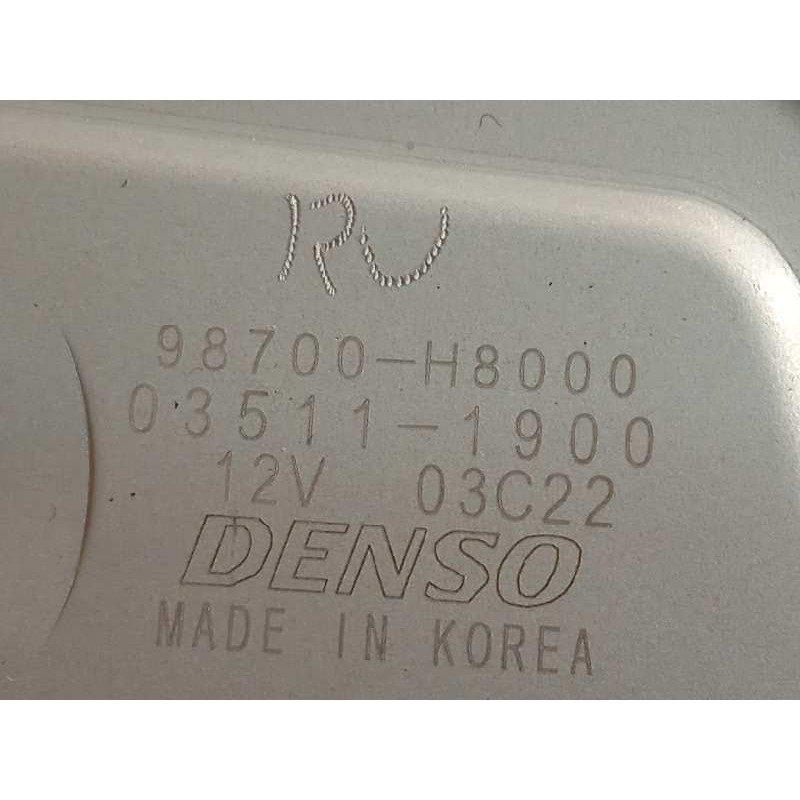 RU
98700-H8000
03511-1900
12V 03C22
DENSO
MADE IN KOREA